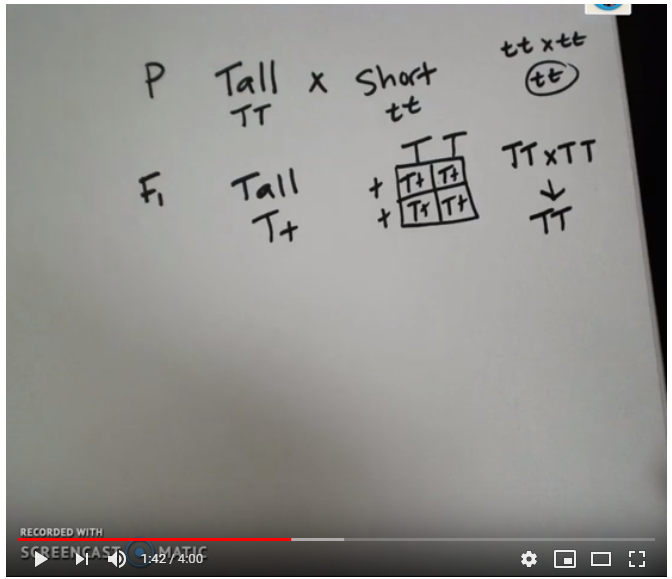 tt x tt
P Tall x Short
tt
TT tt
T T
F₁ Tall t Tt Tt TT x TT
Tt t Tt Tt TT
RECORDED WITH
SCREENCAST MATIC
1:42 / 4:00